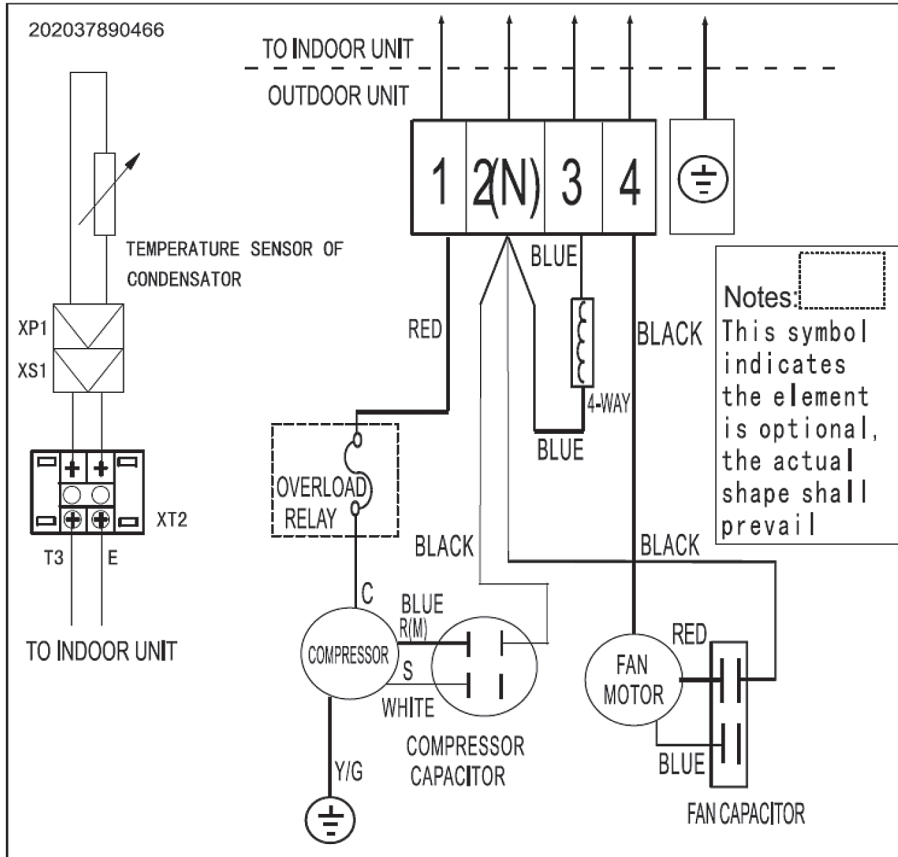 202037890466
TO INDOOR UNIT
OUTDOOR UNIT
1 2(N) 3 4
TEMPERATURE SENSOR OF
CONDENSATOR
XP1
XS1
XT2
T3 E
TO INDOOR UNIT
BLUE
RED
BLACK
4-WAY
BLUE
OVERLOAD
RELAY
BLACK
BLACK
C
BLUE
R(M)
COMPRESSOR
S
WHITE
COMPRESSOR
CAPACITOR
Y/G
RED
FAN
MOTOR
BLUE
FAN CAPACITOR
Notes:
This symbol
indicates
the element
is optional,
the actual
shape shall
prevail